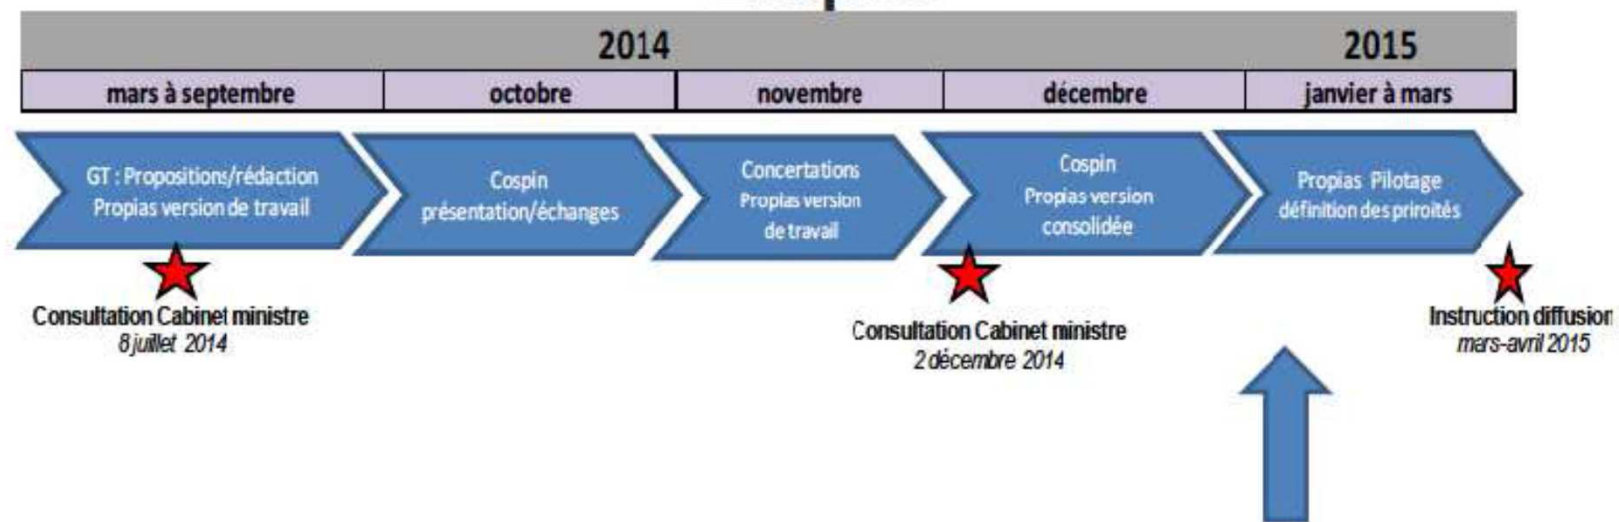 2014
2015
mars à septembre
octobre
novembre
décembre
janvier à mars
GT : Propositions/rédaction
Propias version de travail
Cospin
présentation/échanges
Concertations
Propias version
de travail
Cospin
Propias version
consolidée
Propias Pilotage
définition des priroités
Consultation Cabinet ministre
8 juillet 2014
Consultation Cabinet ministre
2 décembre 2014
Instruction diffusion
mars-avril 2015